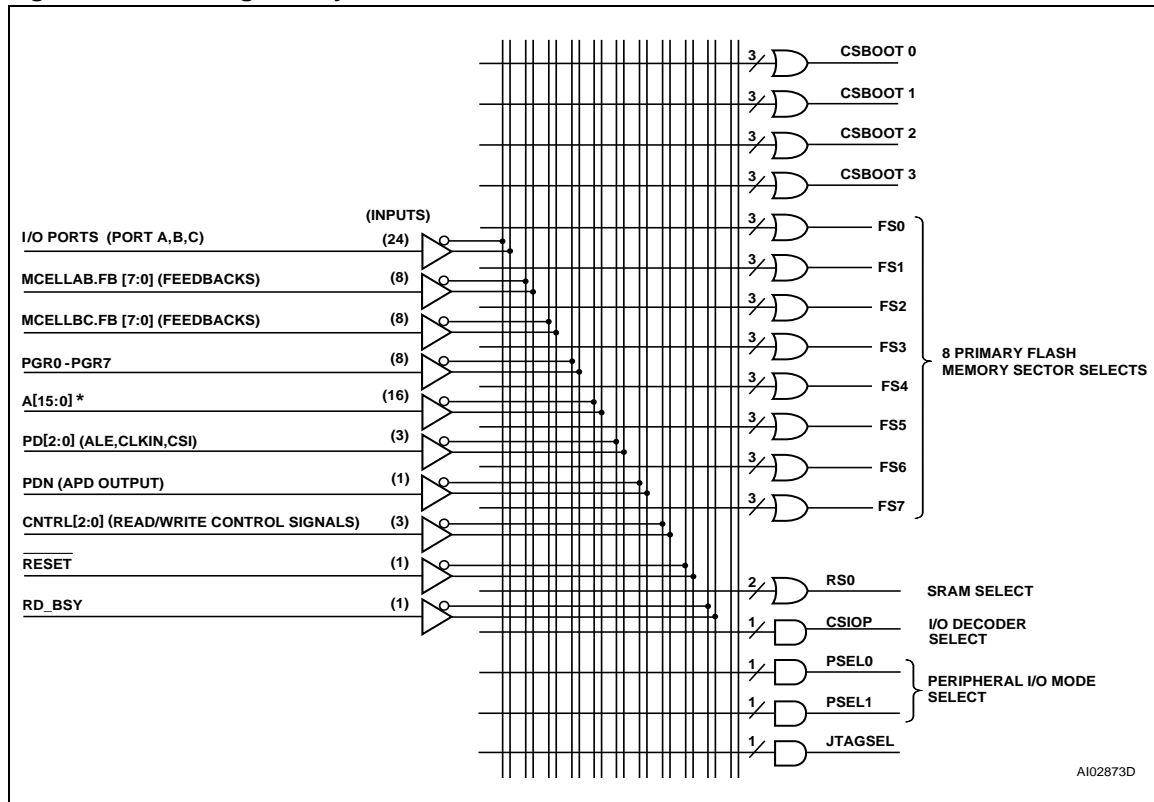 CSBOOT 0
3
CSBOOT 1
3
CSBOOT 2
3
CSBOOT 3
3
(INPUTS)
I/O PORTS (PORT A,B,C) (24)
MCELLAB.FB [7:0] (FEEDBACKS) (8)
MCELLBC.FB [7:0] (FEEDBACKS) (8)
PGR0 -PGR7 (8)
A[15:0] * (16)
PD[2:0] (ALE,CLKIN,CSI) (3)
PDN (APD OUTPUT) (1)
CNTRL[2:0] (READ/WRITE CONTROL SIGNALS) (3)
RESET (1)
RD_BSY (1)
3 FS0
3 FS1
3 FS2
3 FS3
3 FS4
3 FS5
3 FS6
3 FS7
8 PRIMARY FLASH
MEMORY SECTOR SELECTS
2 RS0
SRAM SELECT
1 CSIOP
I/O DECODER
SELECT
1 PSEL0
1 PSEL1
PERIPHERAL I/O MODE
SELECT
1 JTAGSEL
AI02873D